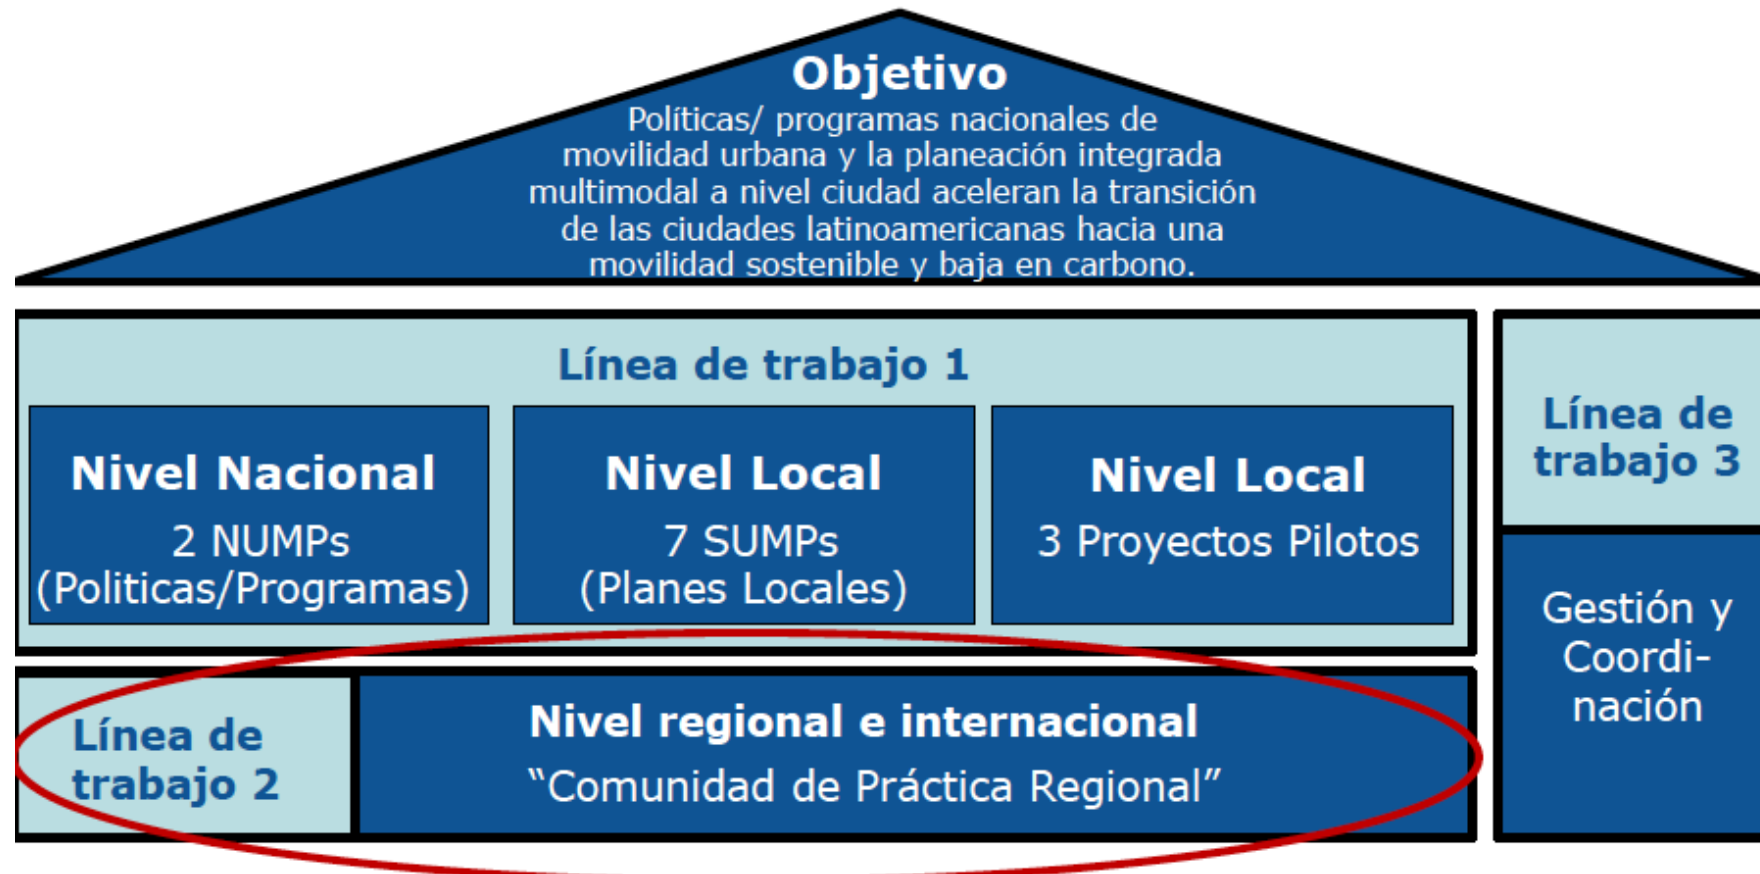 Objetivo
Políticas/ programas nacionales de
movilidad urbana y la planeación integrada
multimodal a nivel ciudad aceleran la transición
de las ciudades latinoamericanas hacia una
movilidad sostenible y baja en carbono.
Línea de trabajo 1
Nivel Nacional
2 NUMPs
(Politicas/Programas)
Nivel Local
7 SUMPs
(Planes Locales)
Nivel Local
3 Proyectos Pilotos
Línea de
trabajo 2
Nivel regional e internacional
“Comunidad de Práctica Regional”
Línea de
trabajo 3
Gestión y
Coordi-
nación